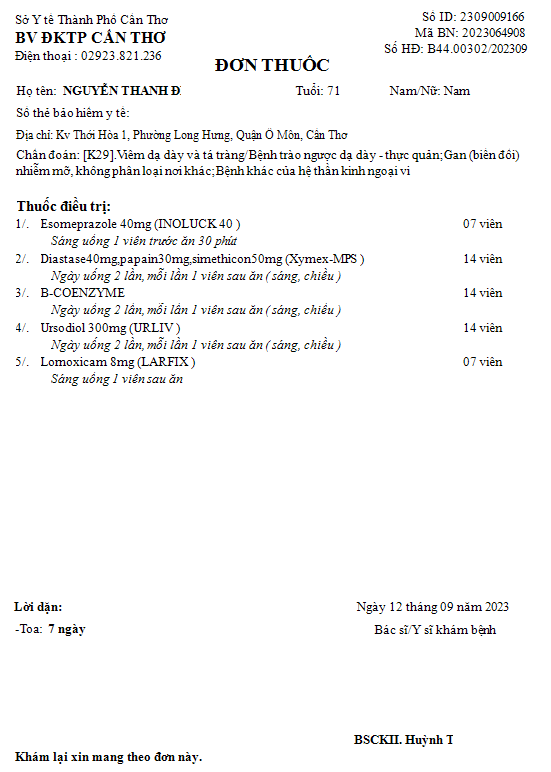 Sở Y tế Thành Phố Cần Thơ
BV ĐKTP CẦN THƠ
Điện thoại : 02923.821.236
Số ID: 2309009166
Mã BN: 2023064908
Số HĐ: B44.00302/202309
ĐƠN THUỐC
Họ tên: NGUYỄN THANH Đ
Tuổi: 71
Nam/Nữ: Nam
Số thẻ bảo hiểm y tế:
Địa chỉ: Kv Thới Hòa 1, Phường Long Hưng, Quận Ô Môn, Cần Thơ
Chẩn đoán: [K29].Viêm dạ dày và tá tràng/Bệnh trào ngược dạ dày - thực quản;Gan (biến đổi)
nhiễm mỡ, không phân loại nơi khác;Bệnh khác của hệ thần kinh ngoại vi
Thuốc điều trị:
1/. Esomeprazole 40mg (INOLUCK 40 ) 07 viên
Sáng uống 1 viên trước ăn 30 phút
2/. Diastase40mg,papain30mg,simethicon50mg (Xymex-MPS ) 14 viên
Ngày uống 2 lần, mỗi lần 1 viên sau ăn ( sáng, chiều )
3/. B-COENZYME 14 viên
Ngày uống 2 lần, mỗi lần 1 viên sau ăn ( sáng, chiều )
4/. Ursodiol 300mg (URLIV ) 14 viên
Ngày uống 2 lần, mỗi lần 1 viên sau ăn ( sáng, chiều )
5/. Lornoxicam 8mg (LARFIX ) 07 viên
Sáng uống 1 viên sau ăn
Lời dặn:
Ngày 12 tháng 09 năm 2023
-Toa: 7 ngày
Bác sĩ/Y sĩ khám bệnh
BSCKII. Huỳnh T
Khám lại xin mang theo đơn này.